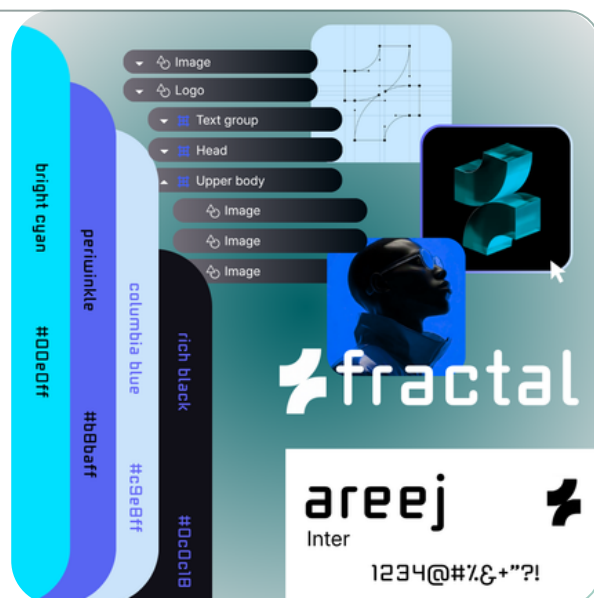 Image
Logo
Text group
Head
Upper body
Image
Image
Image
bright cyan
#00e0ff
periwinkle
#b8baff
columbia blue
#c9e8ff
rich black
#0c0c18
fractal
areej
Inter
1234@#%&+"?!